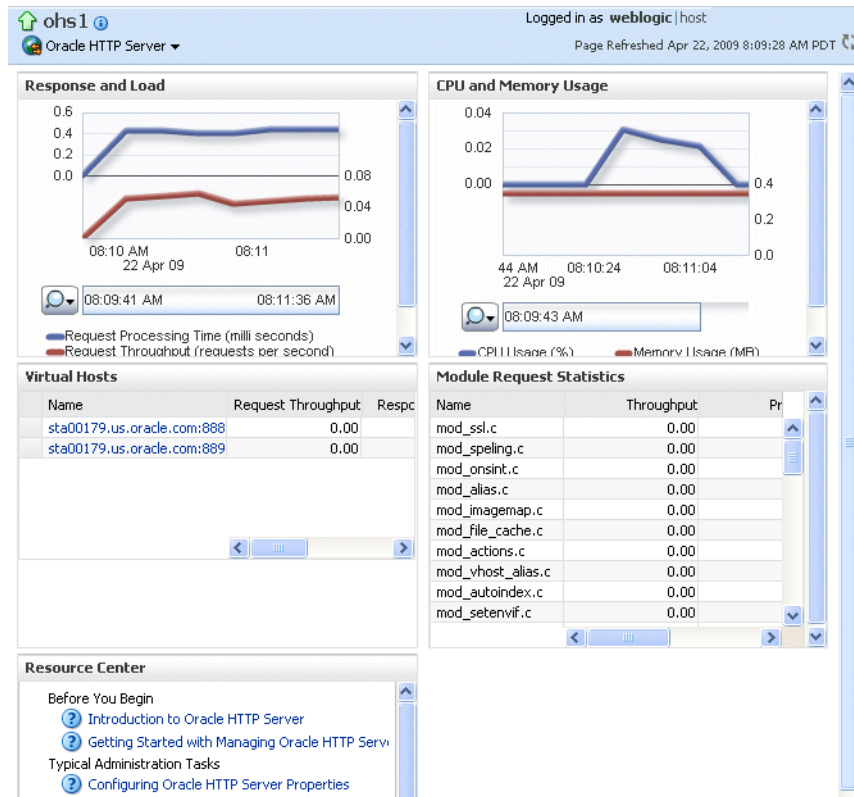 ohs1
Logged in as weblogic|host
Oracle HTTP Server
Page Refreshed Apr 22, 2009 8:09:28 AM PDT
Response and Load
0.6
0.4
0.2
0.0
0.08
0.04
0.00
08:10 AM 08:11
22 Apr 09
08:09:41 AM 08:11:36 AM
Request Processing Time (milli seconds)
Request Throughput (requests per second)
CPU and Memory Usage
0.04
0.02
0.00
0.4
0.2
0.0
44 AM 08:10:24 08:11:04
22 Apr 09
08:09:43 AM
CPU Usage (%) Memory Usage (MB)
Virtual Hosts
Name Request Throughput Respo
sta00179.us.oracle.com:888 0.00
sta00179.us.oracle.com:889 0.00
Module Request Statistics
Name Throughput Pr
mod_ssl.c 0.00
mod_speling.c 0.00
mod_onsint.c 0.00
mod_alias.c 0.00
mod_imagemap.c 0.00
mod_file_cache.c 0.00
mod_actions.c 0.00
mod_vhost_alias.c 0.00
mod_autoindex.c 0.00
mod_setenvif.c 0.00
Resource Center
Before You Begin
Introduction to Oracle HTTP Server
Getting Started with Managing Oracle HTTP Serv
Typical Administration Tasks
Configuring Oracle HTTP Server Properties